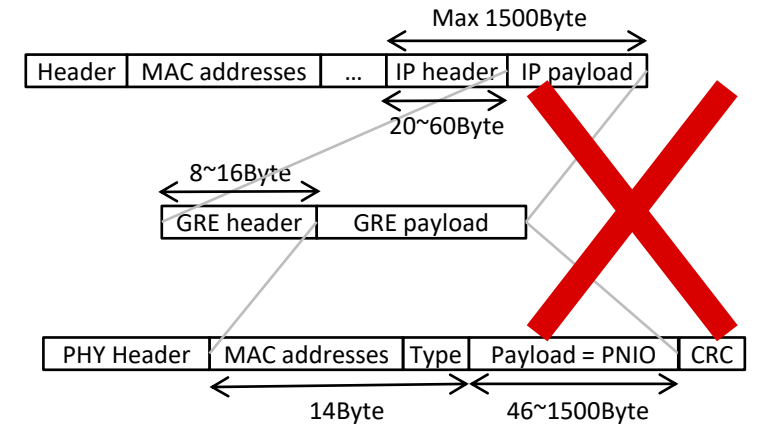 Max 1500Byte
Header MAC addresses ... IP header IP payload
20~60Byte
8~16Byte
GRE header GRE payload
PHY Header MAC addresses Type Payload = PNIO CRC
14Byte 46~1500Byte